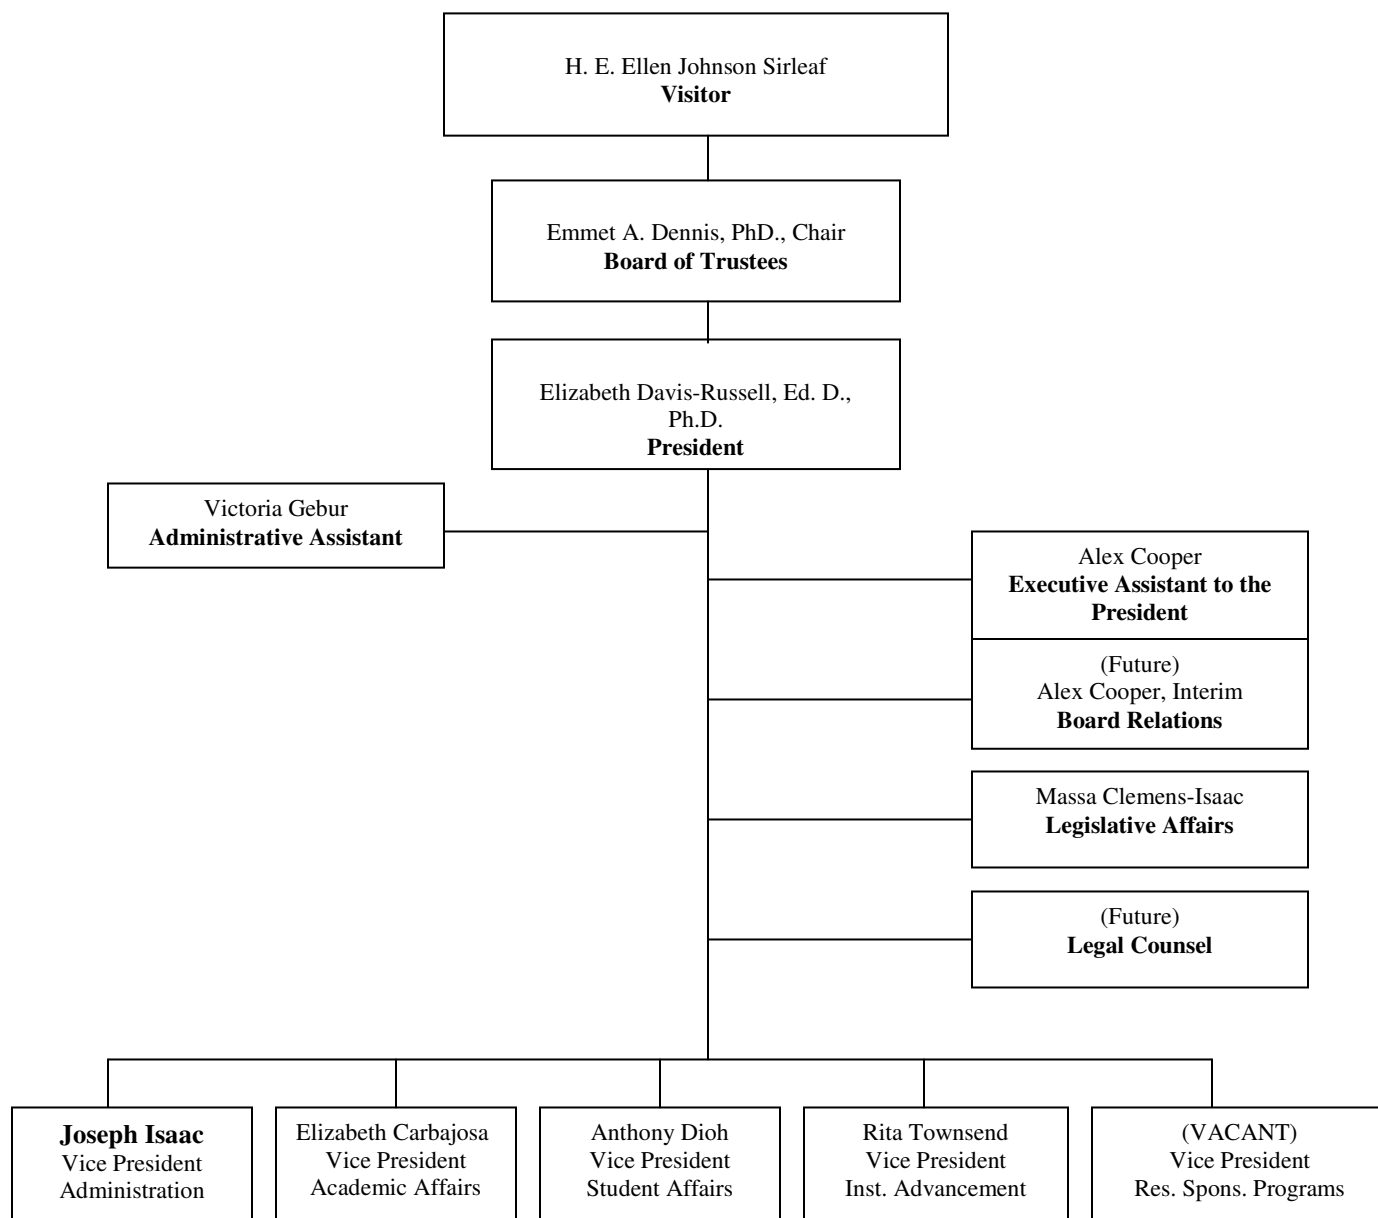 H. E. Ellen Johnson Sirleaf
Visitor
Emmet A. Dennis, PhD., Chair
Board of Trustees
Elizabeth Davis-Russell, Ed. D.,
Ph.D.
President
Victoria Gebur
Administrative Assistant
Alex Cooper
Executive Assistant to the
President
(Future)
Alex Cooper, Interim
Board Relations
Massa Clemens-Isaac
Legislative Affairs
(Future)
Legal Counsel
Joseph Isaac
Vice President
Administration
Elizabeth Carbajosa
Vice President
Academic Affairs
Anthony Dioh
Vice President
Student Affairs
Rita Townsend
Vice President
Inst. Advancement
(VACANT)
Vice President
Res. Spons. Programs